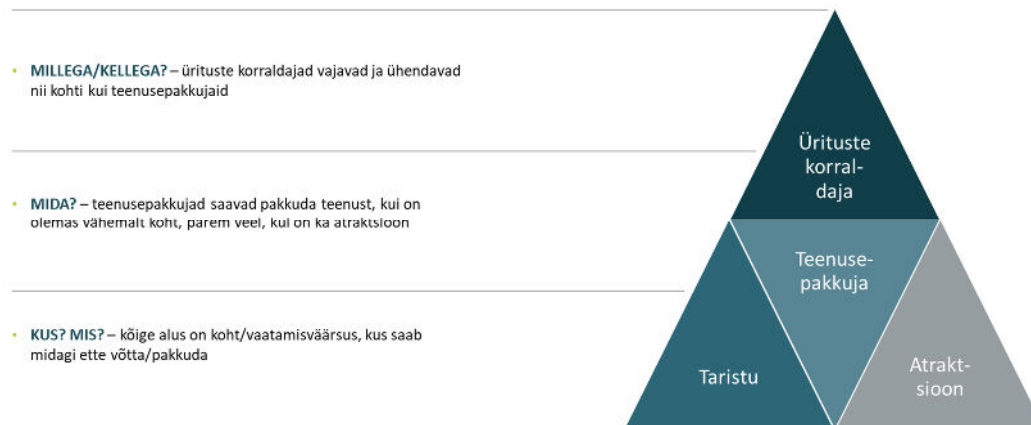 • MILLEGA/KELLEGA? – ürituste korraldajad vajavad ja ühendavad
nii kohti kui teenusepakkujaid
• MIDA? – teenusepakkujad saavad pakkuda teenust, kui on
olemas vähemalt koht, parem veel, kui on ka atraktsioon
• KUS? MIS? – kõige alus on koht/vaatamisväärsus, kus saab
midagi ette võtta/pakkuda
Ürituste
korral-
daja
Teenuse-
pakkuja
Taristu
Atrakt-
sioon